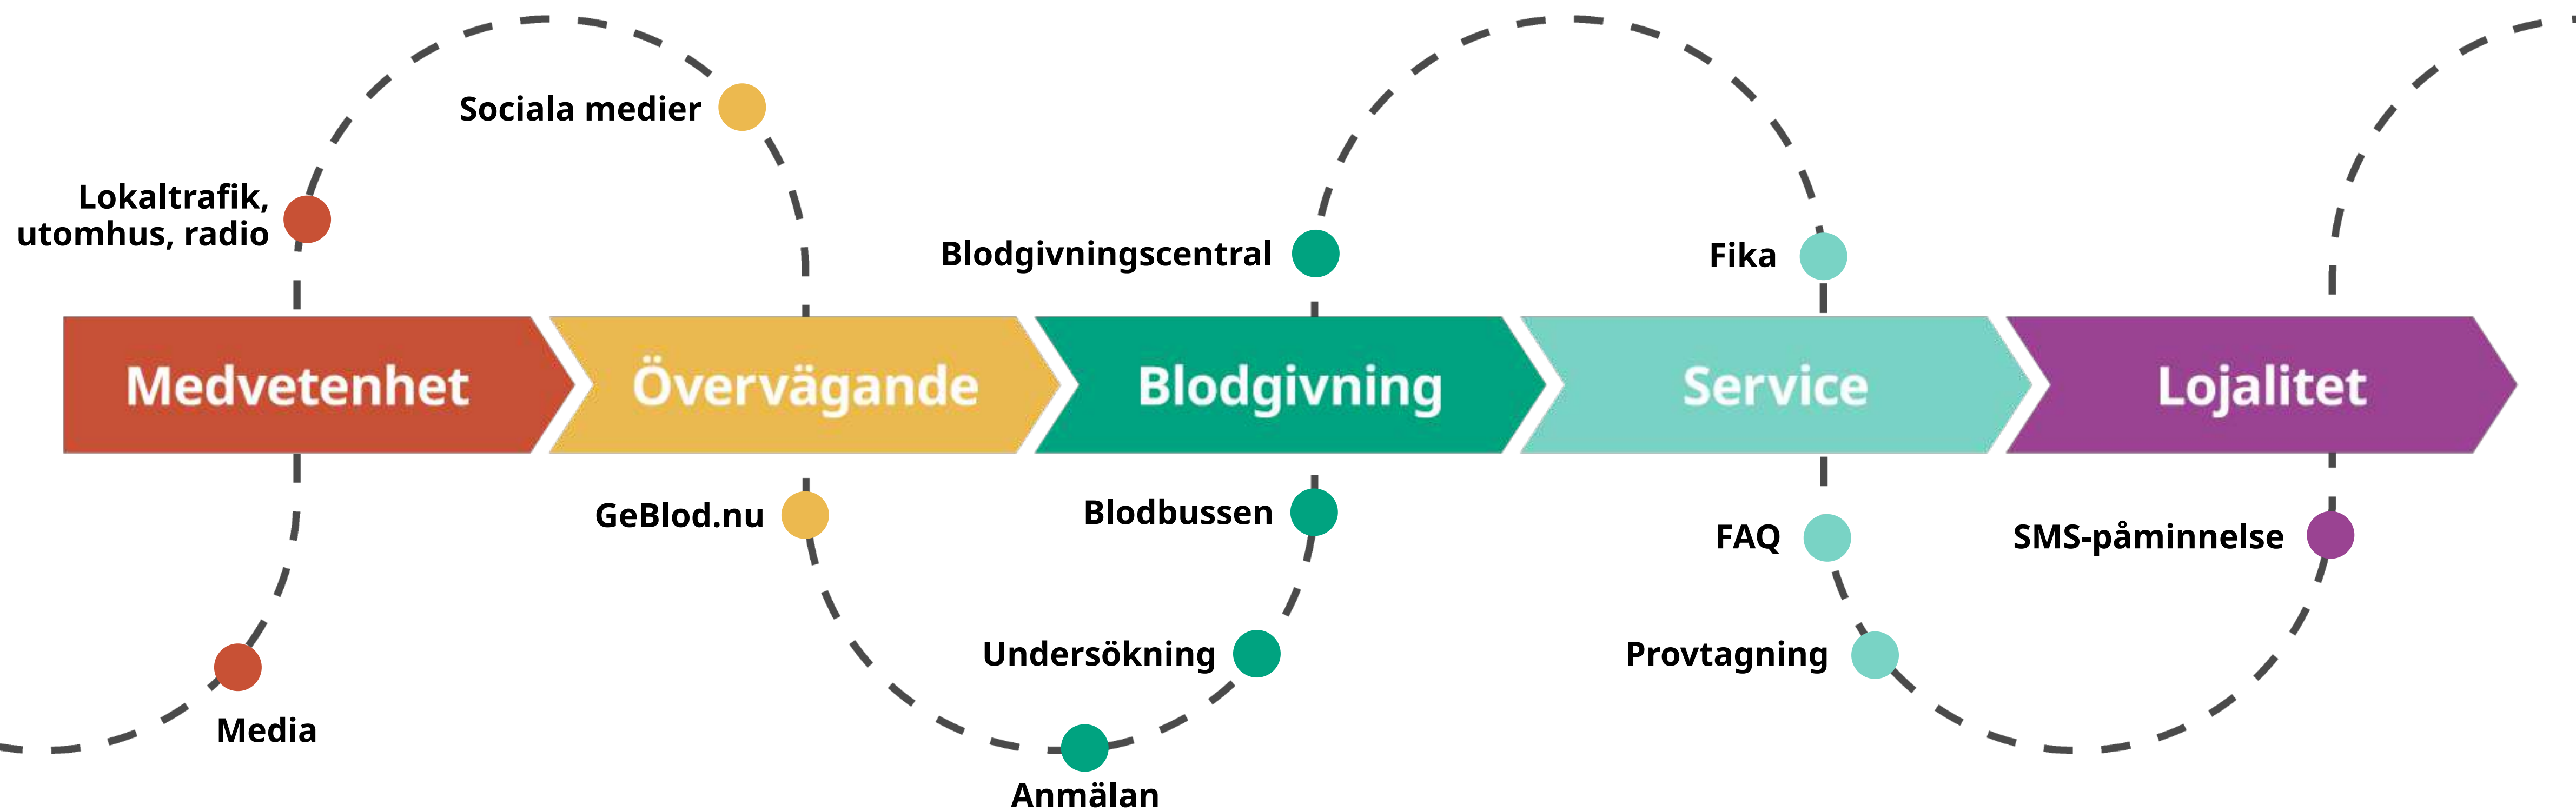 Sociala medier
Lokaltrafik,
utomhus, radio
Blodgivningscentral
Fika
Medvetenhet
Övervägande
Blodgivning
Service
Lojalitet
GeBlod.nu
Blodbussen
FAQ
SMS-påminnelse
Undersökning
Provtagning
Media
Anmälan